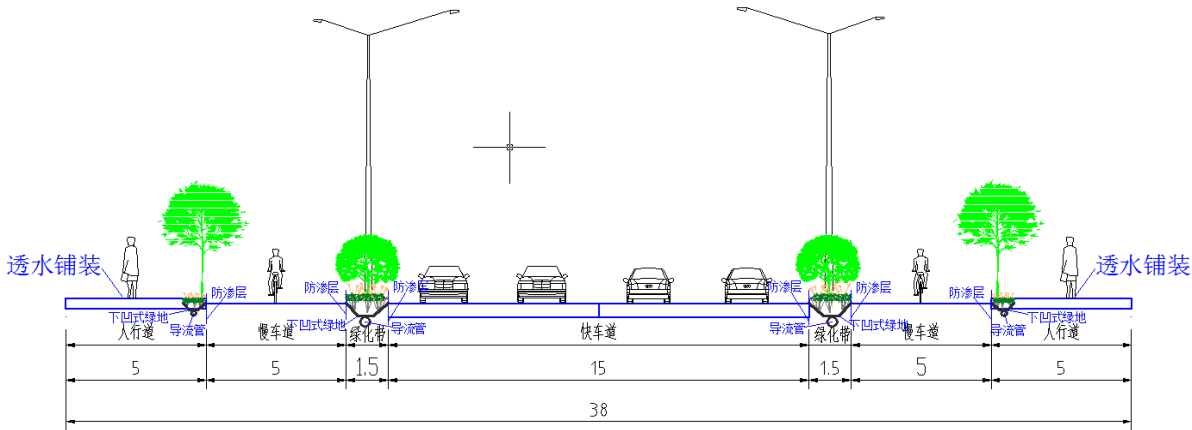 透水铺装
透水铺装
防渗层
防渗层
防渗层
防渗层
防渗层
防渗层
下凹式绿地
导流管
下凹式绿地
导流管
导流管
下凹式绿地
导流管
下凹式绿地
人行道
慢车道
绿化带
快车道
绿化带
慢车道
人行道
5
5
1.5
15
1.5
5
5
38